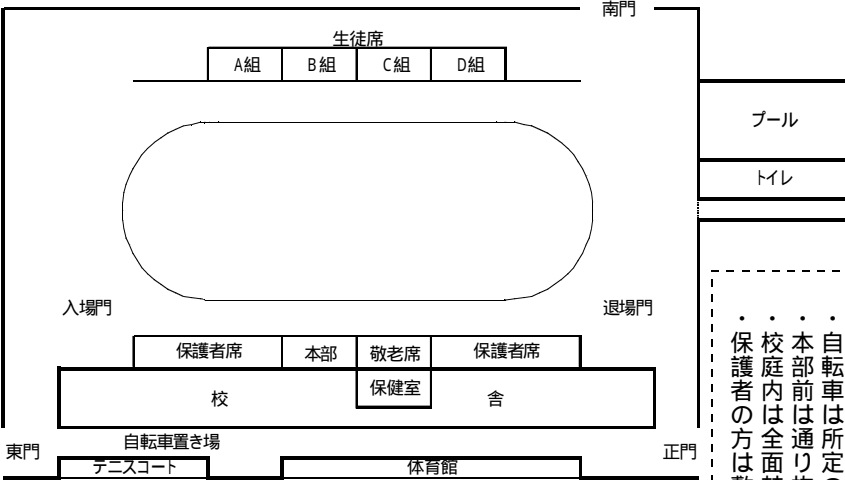 南門
生徒席
A組 B組 C組 D組
プール
トイレ
入場門 退場門
保護者席 本部 敬老席 保護者席
校 保健室 舎
東門 自転車置き場 正門
テニスコート 体育館
・自転車は所定の
・本部前は通り
・校庭内は全面
・保護者の方は